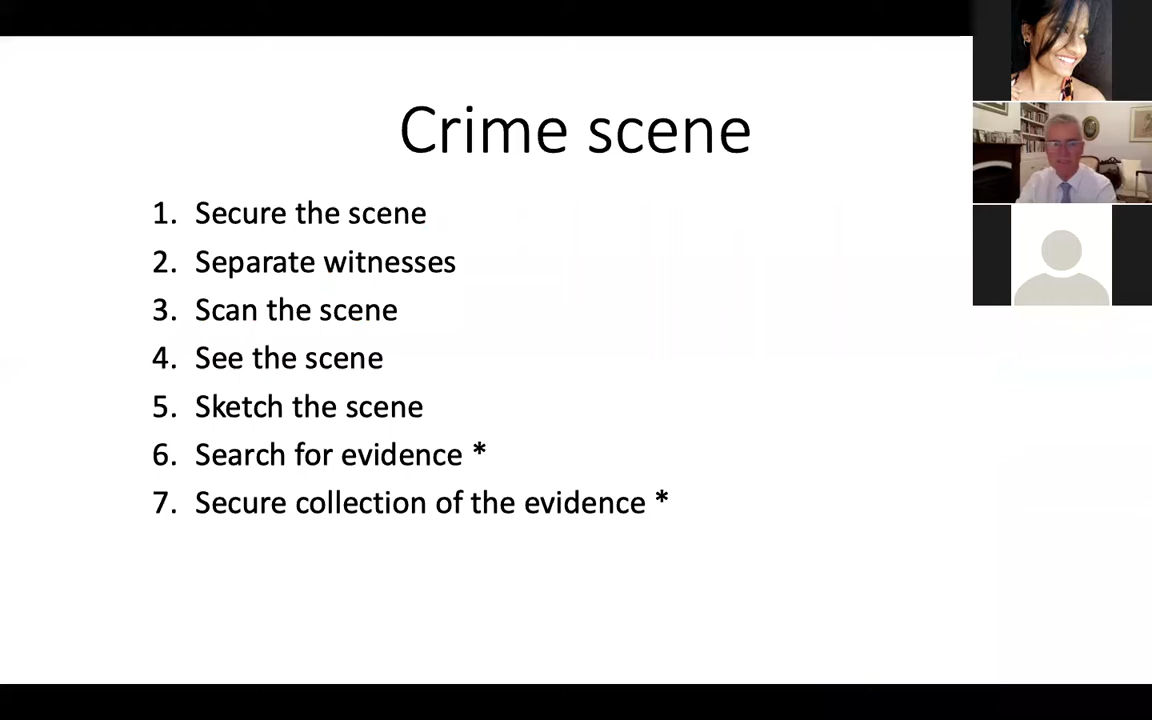 Crime scene
1. Secure the scene
2. Separate witnesses
3. Scan the scene
4. See the scene
5. Sketch the scene
6. Search for evidence *
7. Secure collection of the evidence *